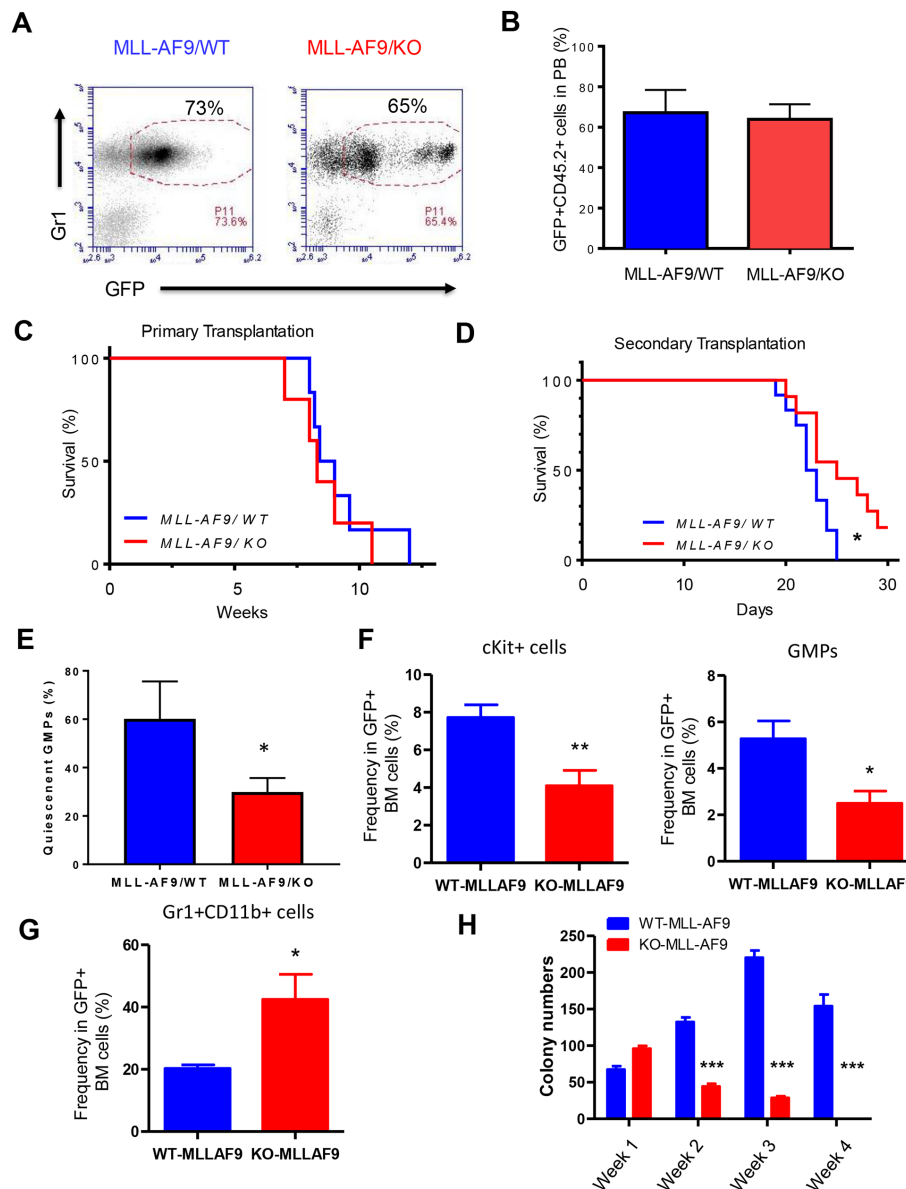 A
MLL-AF9/WT
MLL-AF9/KO
73%
65%
P11
73.6%
P11
65.4%
Gr1
GFP
B
GFP+CD45.2+ cells in PB (%)
100
80
60
40
20
0
MLL-AF9/WT
MLL-AF9/KO
C
Primary Transplantation
Survival (%)
100
50
0
MLL-AF9/ WT
MLL-AF9/ KO
0
5
10
Weeks
D
Secondary Transplantation
Survival (%)
100
50
0
MLL-AF9/ WT
MLL-AF9/ KO
*
0
10
20
30
Days
E
Quiescenent GMPs (%)
80
60
40
20
0
*
MLL-AF9/WT
MLL-AF9/KO
F
cKit+ cells
Frequency in GFP+
BM cells (%)
8
6
4
2
0
**
WT-MLLAF9
KO-MLLAF9
GMPs
Frequency in GFP+
BM cells (%)
8
6
4
2
0
*
WT-MLLAF9
KO-MLLAF9
G
Gr1+CD11b+ cells
Frequency in GFP+
BM cells (%)
60
40
20
0
*
WT-MLLAF9
KO-MLLAF9
H
WT-MLL-AF9
KO-MLL-AF9
Colony numbers
250
200
150
100
50
0
***
***
***
Week 1
Week 2
Week 3
Week 4